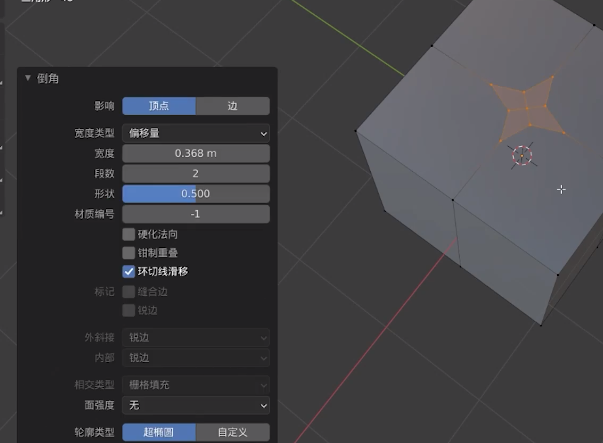 倒角
影响 顶点 边
宽度类型 偏移量
宽度 0.368 m
段数 2
形状 0.500
材质编号 -1
硬化法向
钳制重叠
环切线滑移
标记 缝合边
锐边
外斜接 锐边
内部 锐边
相交类型 栅格填充
面强度 无
轮廓类型 超椭圆 自定义